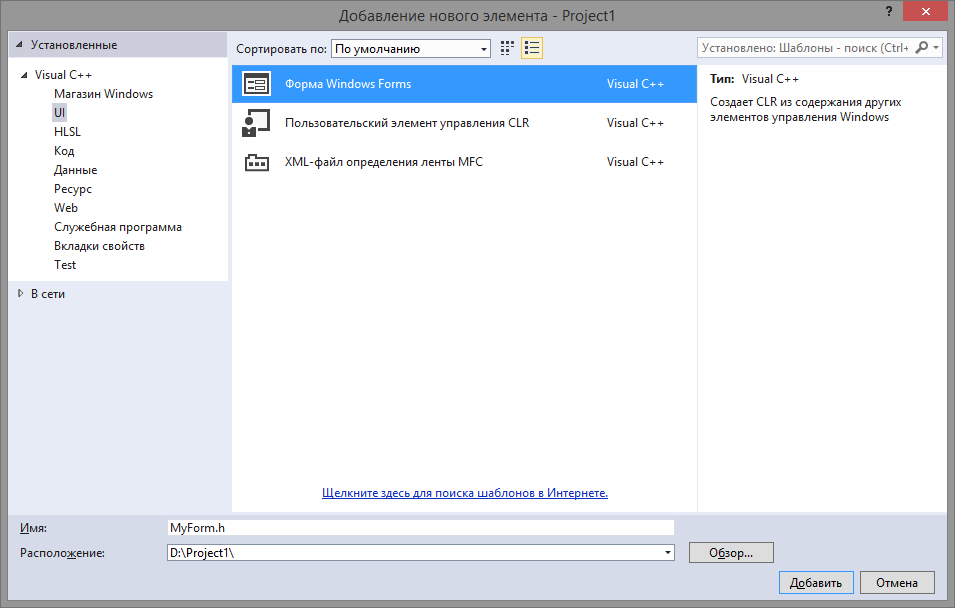 Добавление нового элемента - Project1
?
Установленные
Visual C++
Магазин Windows
UI
HLSL
Код
Данные
Ресурс
Web
Служебная программа
Вкладки свойств
Test
В сети
Сортировать по: По умолчанию
Форма Windows Forms Visual C++
Пользовательский элемент управления CLR Visual C++
XML-файл определения ленты MFC Visual C++
Щелкните здесь для поиска шаблонов в Интернете.
Установлено: Шаблоны - поиск (Ctrl+
Тип: Visual C++
Создает CLR из содержания других
элементов управления Windows
Имя: MyForm.h
Расположение: D:\Project1\
Обзор...
Добавить Отмена